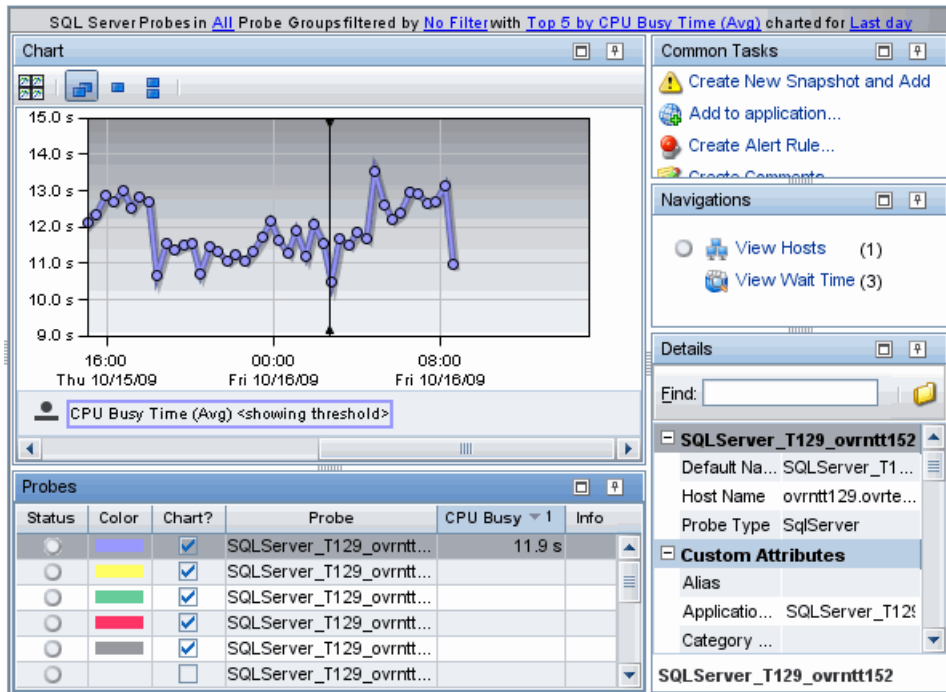 SQL Server Probes in All Probe Groups filtered by No Filter with Top 5 by CPU Busy Time (Avg) charted for Last day
Chart
15.0 s
14.0 s
13.0 s
12.0 s
11.0 s
10.0 s
9.0 s
16:00 00:00 08:00
Thu 10/15/09 Fri 10/16/09 Fri 10/16/09
CPU Busy Time (Avg) <showing threshold>
Probes
Status Color Chart? Probe CPU Busy 1 Info
SQLServer_T129_ovrntt... 11.9 s
SQLServer_T129_ovrntt...
SQLServer_T129_ovrntt...
SQLServer_T129_ovrntt...
SQLServer_T129_ovrntt...
SQLServer_T129_ovrntt...
Common Tasks
Create New Snapshot and Add
Add to application...
Create Alert Rule...
Create Comments
Navigations
View Hosts (1)
View Wait Time (3)
Details
Find:
SQLServer_T129_ovrntt152
Default Na... SQLServer_T1...
Host Name ovrntt129.ovrte...
Probe Type SqlServer
Custom Attributes
Alias
Applicatio... SQLServer_T129
Category ...
SQLServer_T129_ovrntt152